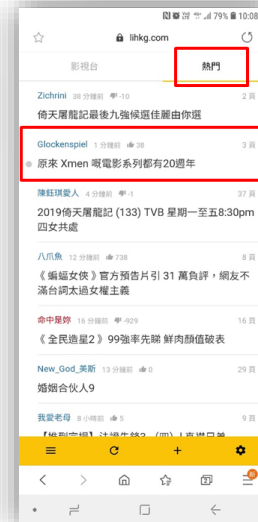 79% 10:08
lihkg.com
影視台 熱門
Zichrini 38 分鐘前 -10 2 頁
倚天屠龍記最後九強候選佳麗由你選
Glockenspiel 1 分鐘前 38 3 頁
原來 Xmen 嘅電影系列都有20週年
陳鈺琪愛人 4 分鐘前 -1 37 頁
2019倚天屠龍記 (133) TVB 星期一至五8:30pm
四女共處
八爪魚 12 分鐘前 738 8 頁
《 蝙蝠女俠 》官方預告片引 31 萬負評，網友不
滿台詞太過女權主義
命中是妳 16 分鐘前 -929 16 頁
《 全民造星2 》99強率先睇 鮮肉顏值破表
New_God_美斯 13 分鐘前 0 29 頁
婚姻合伙人9
我愛老母 8 小時前 5 9 頁